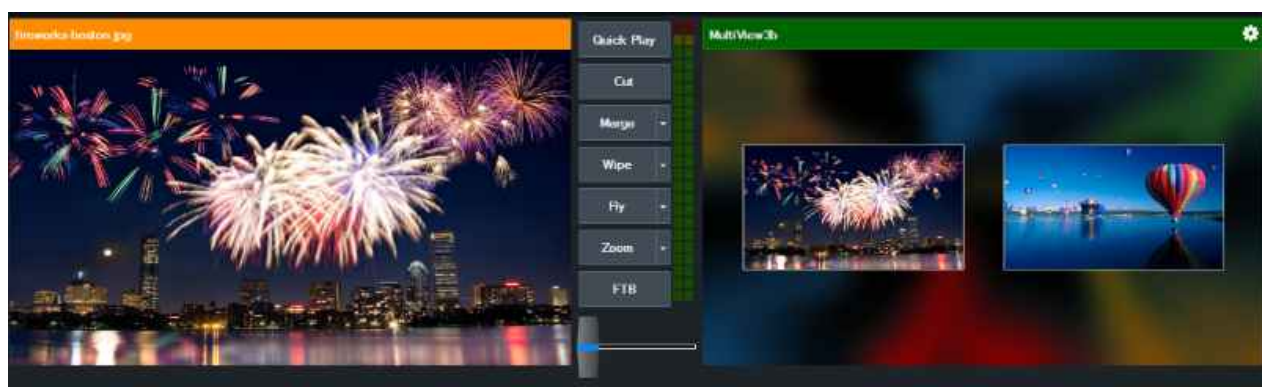 fireworks-boston.jpg
Quick Play
Cut
Merge
Wipe
Fly
Zoom
FTB
MultiView3b